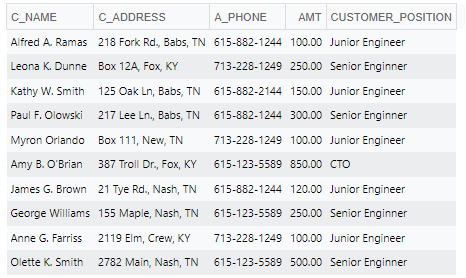 C_NAME C_ADDRESS A_PHONE AMT CUSTOMER_POSITION
Alfred A. Ramas 218 Fork Rd., Babs, TN 615-882-1244 100.00 Junior Engineer
Leona K. Dunne Box 12A, Fox, KY 713-228-1249 250.00 Senior Enginner
Kathy W. Smith 125 Oak Ln, Babs, TN 615-882-2144 150.00 Junior Engineer
Paul F. Olowski 217 Lee Ln., Babs, TN 615-882-1244 300.00 Senior Enginner
Myron Orlando Box 111, New, TN 713-228-1249 100.00 Junior Engineer
Amy B. O'Brian 387 Troll Dr., Fox, KY 615-123-5589 850.00 CTO
James G. Brown 21 Tye Rd., Nash, TN 615-882-1244 120.00 Junior Engineer
George Williams 155 Maple, Nash, TN 615-123-5589 250.00 Senior Enginner
Anne G. Farriss 2119 Elm, Crew, KY 713-228-1249 100.00 Junior Engineer
Olette K. Smith 2782 Main, Nash, TN 615-123-5589 500.00 Senior Enginner